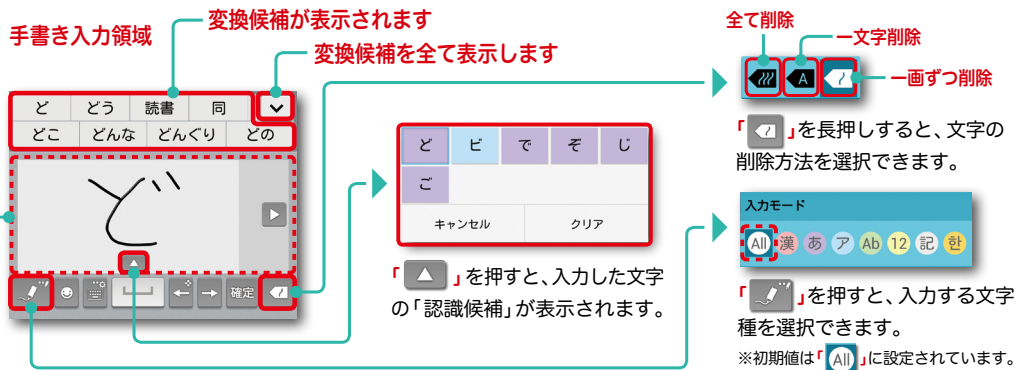 手書き入力領域
変換候補が表示されます
変換候補を全て表示します
ど どう 読書 同
どこ どんな どんぐり どの
ど
確定
ど ビ で ぞ じ
ご
キャンセル クリア
「 」を押すと、入力した文字
の「認識候補」が表示されます。
全て削除
一文字削除
A
一画ずつ削除
「 」を長押しすると、文字の
削除方法を選択できます。
入力モード
All 漢 あ ア Ab 12 記 한
「 」を押すと、入力する文字
種を選択できます。
※初期値は「All」に設定されています。